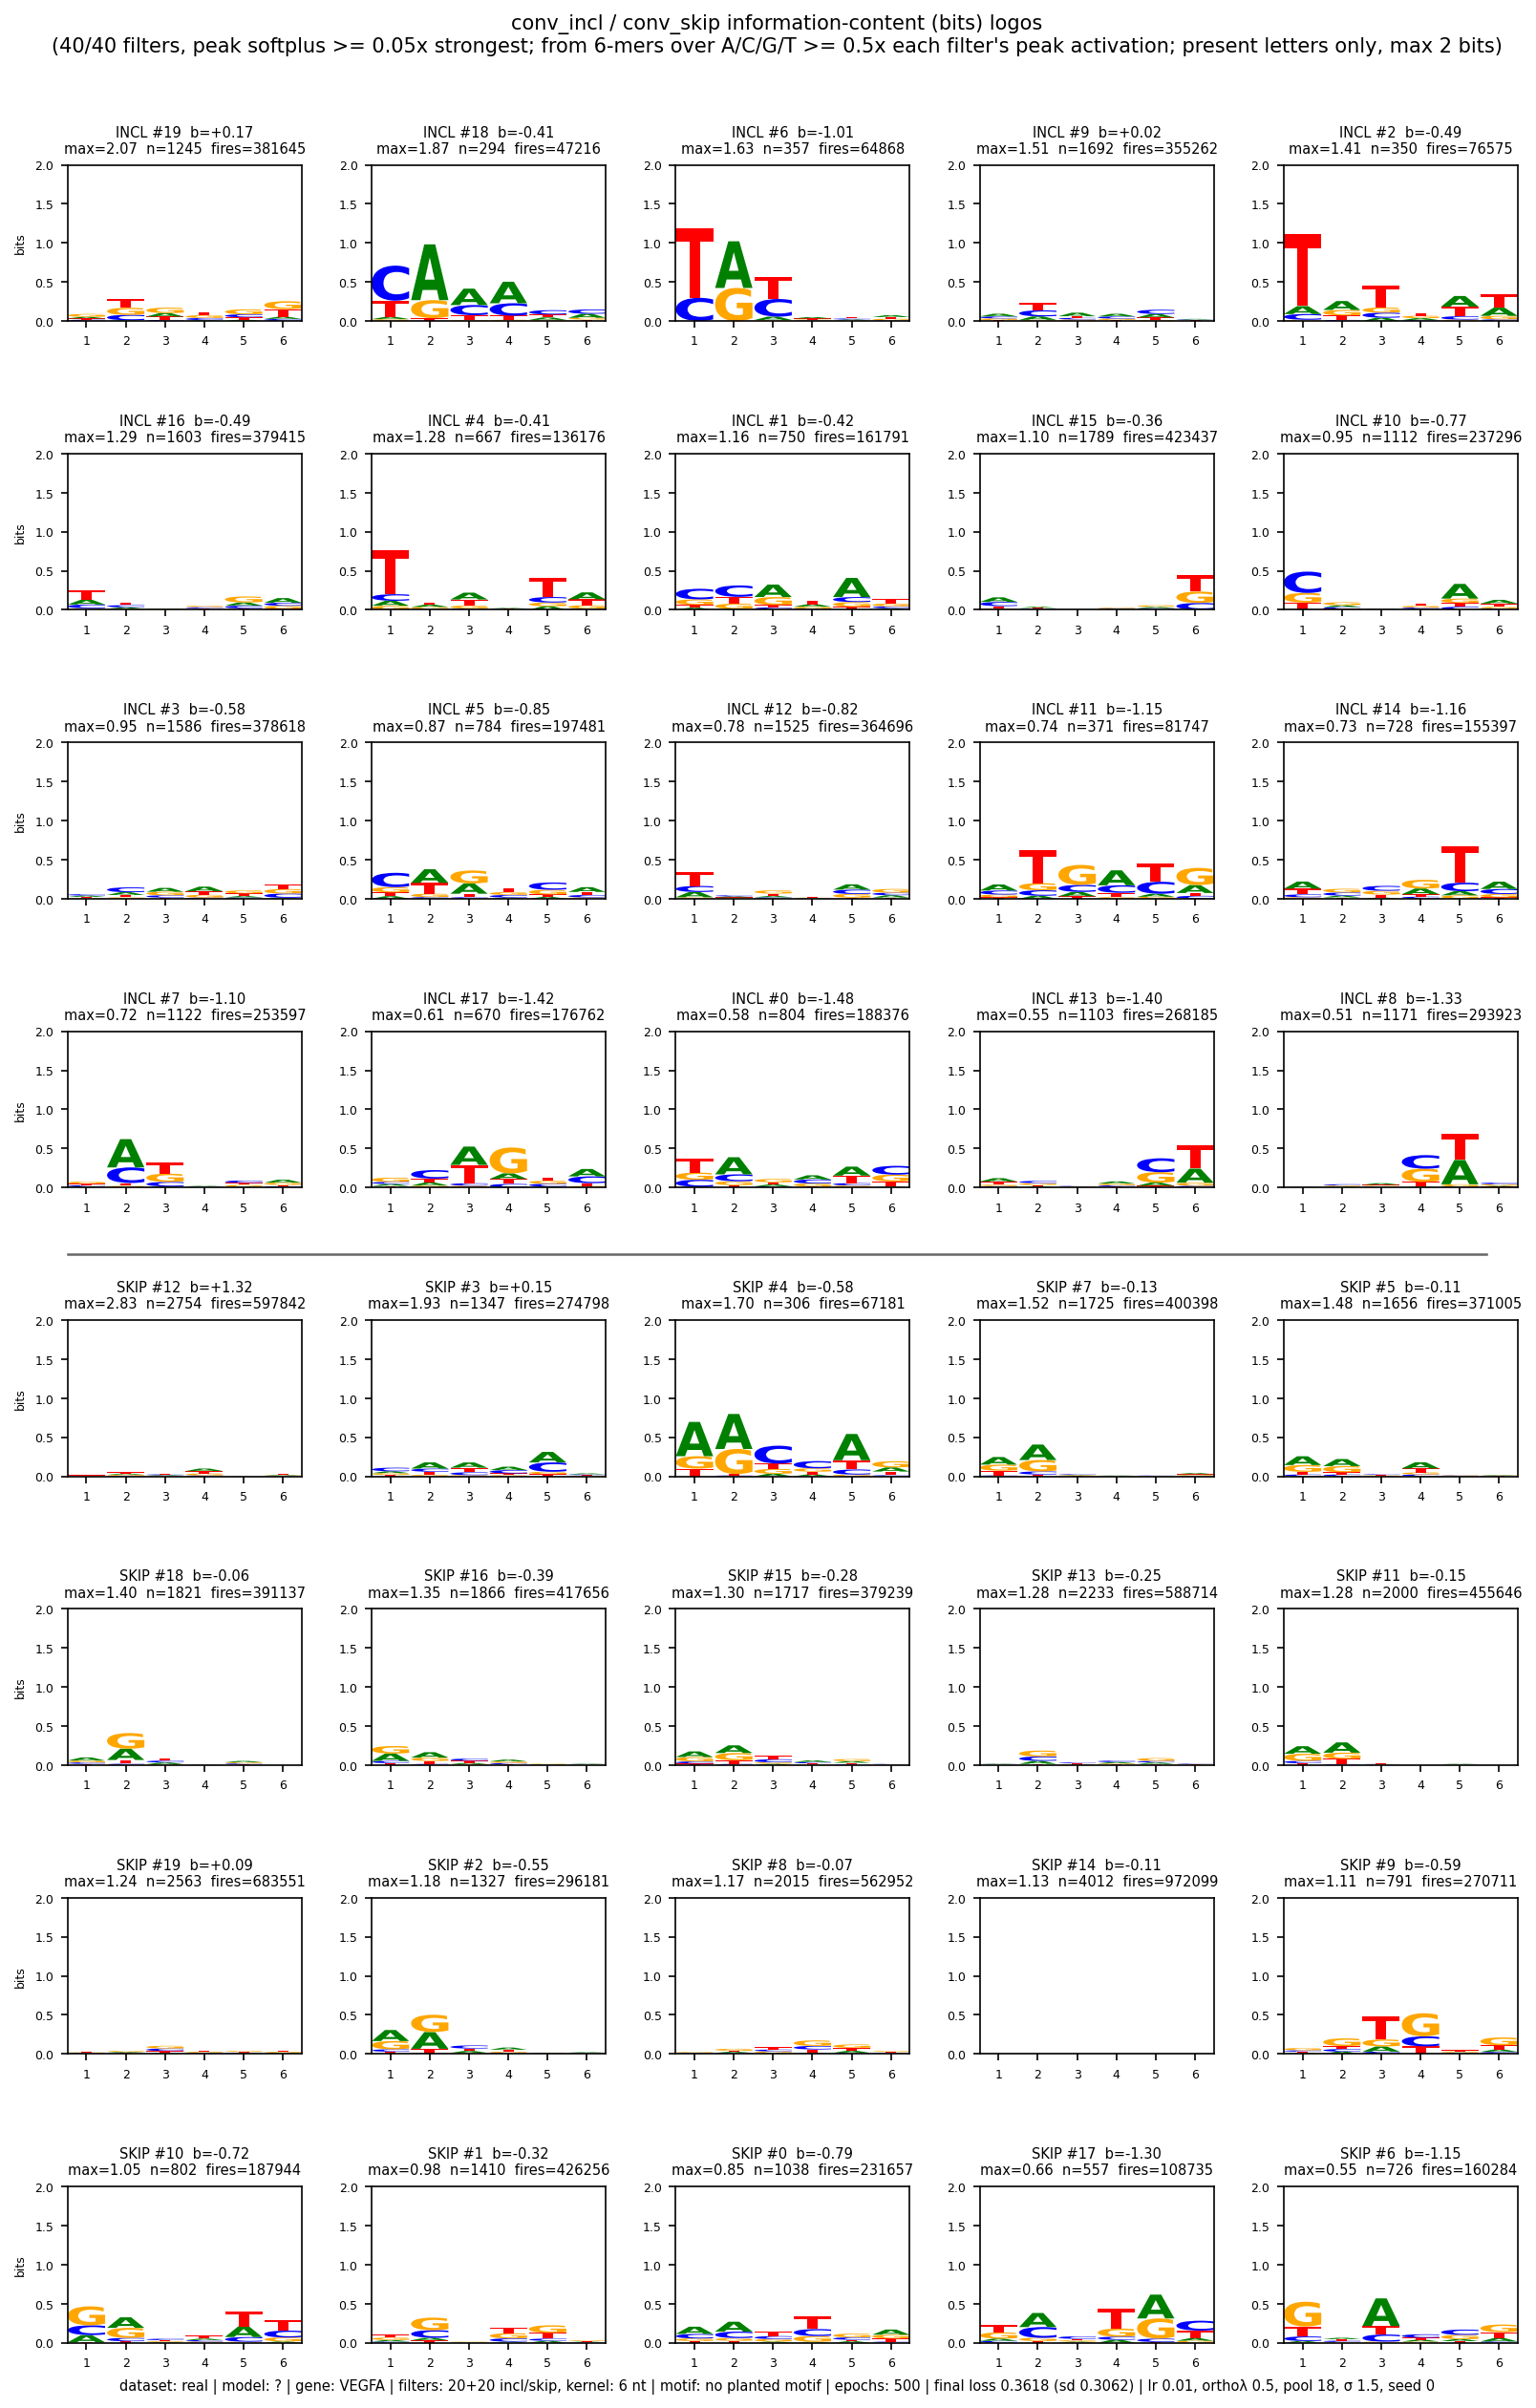 conv_incl / conv_skip information-content (bits) logos
(40/40 filters, peak softplus >= 0.05x strongest; from 6-mers over A/C/G/T >= 0.5x each filter's peak activation; present letters only, max 2 bits)
INCL #19 b=+0.17
max=2.07 n=1245 fires=381645
INCL #18 b=-0.41
max=1.87 n=294 fires=47216
INCL #6 b=-1.01
max=1.63 n=357 fires=64868
INCL #9 b=+0.02
max=1.51 n=1692 fires=355262
INCL #2 b=-0.49
max=1.41 n=350 fires=76575
INCL #16 b=-0.49
max=1.29 n=1603 fires=379415
INCL #4 b=-0.41
max=1.28 n=667 fires=136176
INCL #1 b=-0.42
max=1.16 n=750 fires=161791
INCL #15 b=-0.36
max=1.10 n=1789 fires=423437
INCL #10 b=-0.77
max=0.95 n=1112 fires=237296
INCL #3 b=-0.58
max=0.95 n=1586 fires=378618
INCL #5 b=-0.85
max=0.87 n=784 fires=197481
INCL #12 b=-0.82
max=0.78 n=1525 fires=364696
INCL #11 b=-1.15
max=0.74 n=371 fires=81747
INCL #14 b=-1.16
max=0.73 n=728 fires=155397
INCL #7 b=-1.10
max=0.72 n=1122 fires=253597
INCL #17 b=-1.42
max=0.61 n=670 fires=176762
INCL #0 b=-1.48
max=0.58 n=804 fires=188376
INCL #13 b=-1.40
max=0.55 n=1103 fires=268185
INCL #8 b=-1.33
max=0.51 n=1171 fires=293923
SKIP #12 b=+1.32
max=2.83 n=2754 fires=597842
SKIP #3 b=+0.15
max=1.93 n=1347 fires=274798
SKIP #4 b=-0.58
max=1.70 n=306 fires=67181
SKIP #7 b=-0.13
max=1.52 n=1725 fires=400398
SKIP #5 b=-0.11
max=1.48 n=1656 fires=371005
SKIP #18 b=-0.06
max=1.40 n=1821 fires=391137
SKIP #16 b=-0.39
max=1.35 n=1866 fires=417656
SKIP #15 b=-0.28
max=1.30 n=1717 fires=379239
SKIP #13 b=-0.25
max=1.28 n=2233 fires=588714
SKIP #11 b=-0.15
max=1.28 n=2000 fires=455646
SKIP #19 b=+0.09
max=1.24 n=2563 fires=683551
SKIP #2 b=-0.55
max=1.18 n=1327 fires=296181
SKIP #8 b=-0.07
max=1.17 n=2015 fires=562952
SKIP #14 b=-0.11
max=1.13 n=4012 fires=972099
SKIP #9 b=-0.59
max=1.11 n=791 fires=270711
SKIP #10 b=-0.72
max=1.05 n=802 fires=187944
SKIP #1 b=-0.32
max=0.98 n=1410 fires=426256
SKIP #0 b=-0.79
max=0.85 n=1038 fires=231657
SKIP #17 b=-1.30
max=0.66 n=557 fires=108735
SKIP #6 b=-1.15
max=0.55 n=726 fires=160284
dataset: real | model: ? | gene: VEGFA | filters: 20+20 incl/skip, kernel: 6 nt | motif: no planted motif | epochs: 500 | final loss 0.3618 (sd 0.3062) | lr 0.01, orthoλ 0.5, pool 18, σ 1.5, seed 0